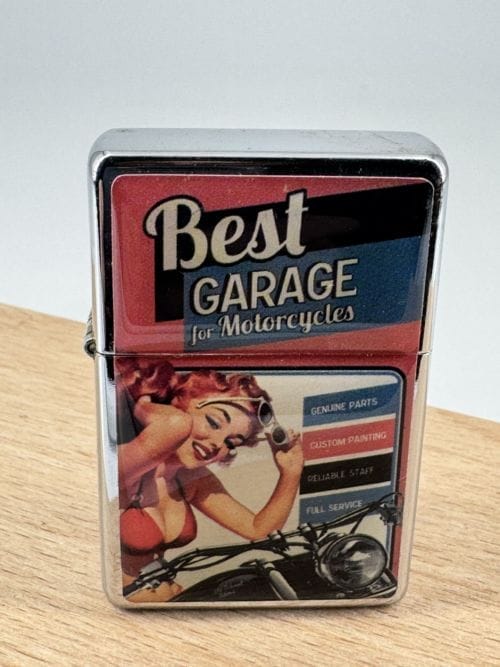 Best
GARAGE
for Motorcycles
GENUINE PARTS
CUSTOM PAINTING
RELIABLE STAFF
FULL SERVICE